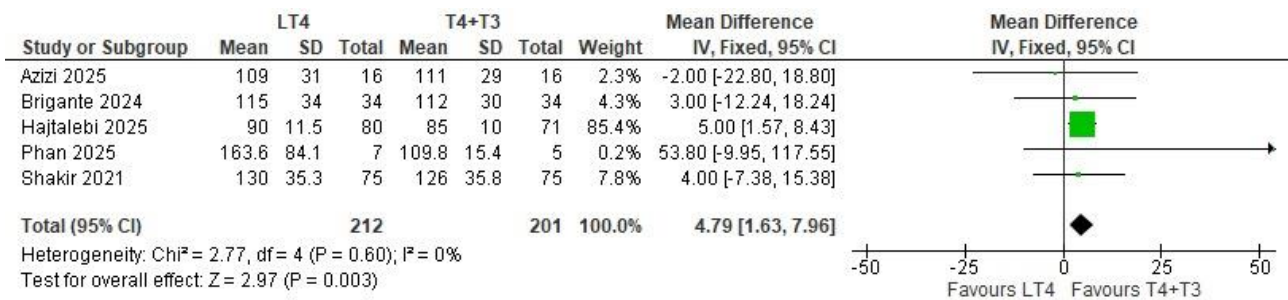 LT4 T4+T3 Mean Difference Mean Difference
Study or Subgroup Mean SD Total Mean SD Total Weight IV, Fixed, 95% CI IV, Fixed, 95% CI
Azizi 2025 109 31 16 111 29 16 2.3% -2.00 [-22.80, 18.80]
Brigante 2024 115 34 34 112 30 34 4.3% 3.00 [-12.24, 18.24]
Hajtalebi 2025 90 11.5 80 85 10 71 85.4% 5.00 [1.57, 8.43]
Phan 2025 163.6 84.1 7 109.8 15.4 5 0.2% 53.80 [-9.95, 117.55]
Shakir 2021 130 35.3 75 126 35.8 75 7.8% 4.00 [-7.38, 15.38]
Total (95% CI) 212 201 100.0% 4.79 [1.63, 7.96]
Heterogeneity: Chi² = 2.77, df = 4 (P = 0.60); I² = 0%
Test for overall effect: Z = 2.97 (P = 0.003)
-50 -25 0 25 50
Favours LT4 Favours T4+T3